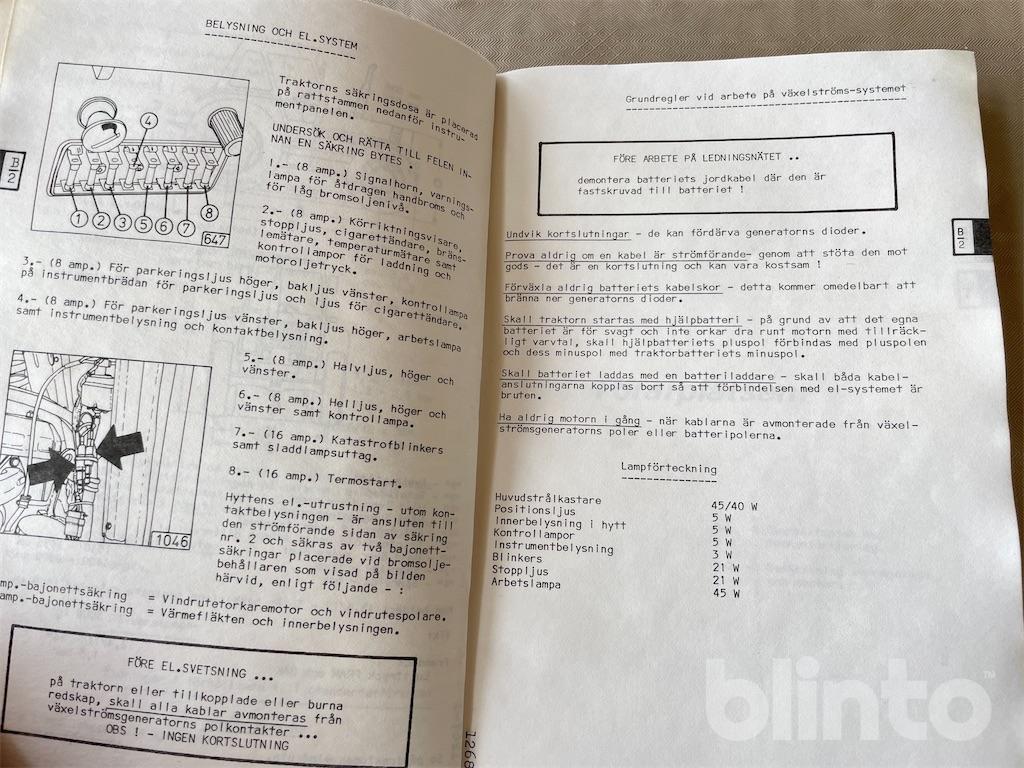 BELYSNING OCH EL.SYSTEM
Traktorns säkringsdosa är placerad
på rattstammen nedanför instru-
mentpanelen.
UNDERSÖK OCH RÄTTA TILL FELEN IN-
NAN EN SÄKRING BYTES .
1.- (8 amp.) Signalhorn, varnings-
lampa för åtdragen handbroms och
för låg bromsoljenivå.
2.- (8 amp.) Körriktningsvisare,
stoppljus, cigarettändare, bräns-
lemätare, temperaturmätare samt
kontrollampor för laddning och
motoroljetryck.
4
1 2 3 5 6 7 8
647
B
2
3.- (8 amp.) För parkeringsljus höger, bakljus vänster, kontrollampa
på instrumentbrädan för parkeringsljus och ljus för cigarettändare.
4.- (8 amp.) För parkeringsljus vänster, bakljus höger, arbetslampa
samt instrumentbelysning och kontaktbelysning.
5.- (8 amp.) Halvljus, höger och
vänster.
6.- (8 amp.) Helljus, höger och
vänster samt kontrollampa.
7.- (16 amp.) Katastrofblinkers
samt sladdlampsuttag.
8.- (16 amp.) Termostart.
1046
Hyttens el.-utrustning - utom kon-
taktbelysningen - är ansluten till
den strömförande sidan av säkring
nr. 2 och säkras av två bajonett-
säkringar placerade vid bromsolje-
behållaren som visad på bilden
härvid, enligt följande - :
mp.-bajonettsäkring = Vindrutetorkaremotor och vindrutespolare.
amp.-bajonettsäkring = Värmefläkten och innerbelysningen.
FÖRE EL.SVETSNING ...
på traktorn eller tillkopplade eller burna
redskap, skall alla kablar avmonteras från
växelströmsgeneratorns polkontakter ...
OBS ! - INGEN KORTSLUTNING
1268
Grundregler vid arbete på växelströms-systemet
FÖRE ARBETE PÅ LEDNINGSNÄTET ..
demontera batteriets jordkabel där den är
fastskruvad till batteriet !
B
2
Undvik kortslutningar - de kan fördärva generatorns dioder.
Prova aldrig om en kabel är strömförande- genom att stöta den mot
gods - det är en kortslutning och kan vara kostsam !
Förväxla aldrig batteriets kabelskor - detta kommer omedelbart att
bränna ner generatorns dioder.
Skall traktorn startas med hjälpbatteri - på grund av att det egna
batteriet är för svagt och inte orkar dra runt motorn med tillräck-
ligt varvtal, skall hjälpbatteriets pluspol förbindas med pluspolen
och dess minuspol med traktorbatteriets minuspol.
Skall batteriet laddas med en batteriladdare - skall båda kabel-
anslutningarna kopplas bort så att förbindelsen med el-systemet är
bruten.
Ha aldrig motorn i gång - när kablarna är avmonterade från växel-
strömsgeneratorns poler eller batteripolerna.
Lampförteckning
Huvudstrålkastare 45/40 W
Positionsljus 5 W
Innerbelysning i hytt 5 W
Kontrollampor 5 W
Instrumentbelysning 3 W
Blinkers 21 W
Stoppljus 21 W
Arbetslampa 45 W
blinto™